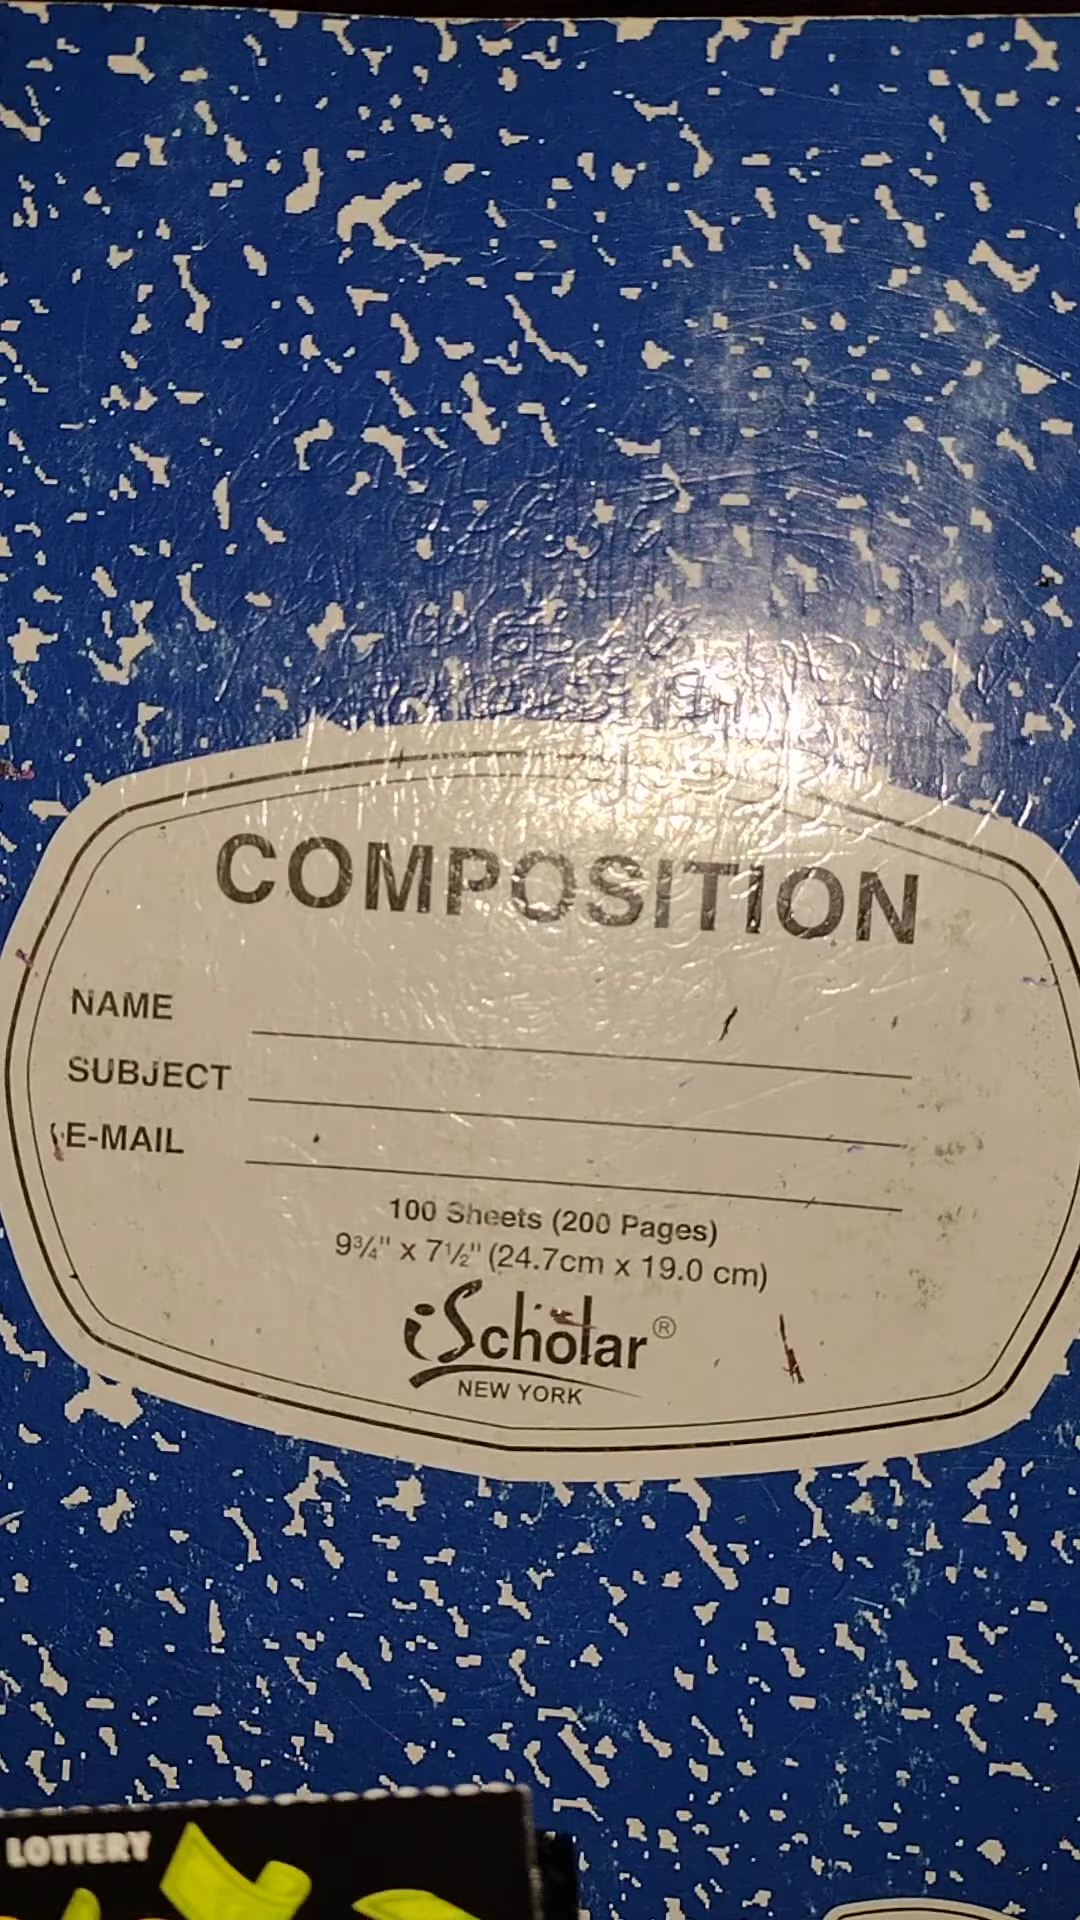 COMPOSITION
NAME
SUBJECT
E-MAIL
100 Sheets (200 Pages)
9¾" x 7½" (24.7cm x 19.0 cm)
iScholar®
NEW YORK
LOTTERY